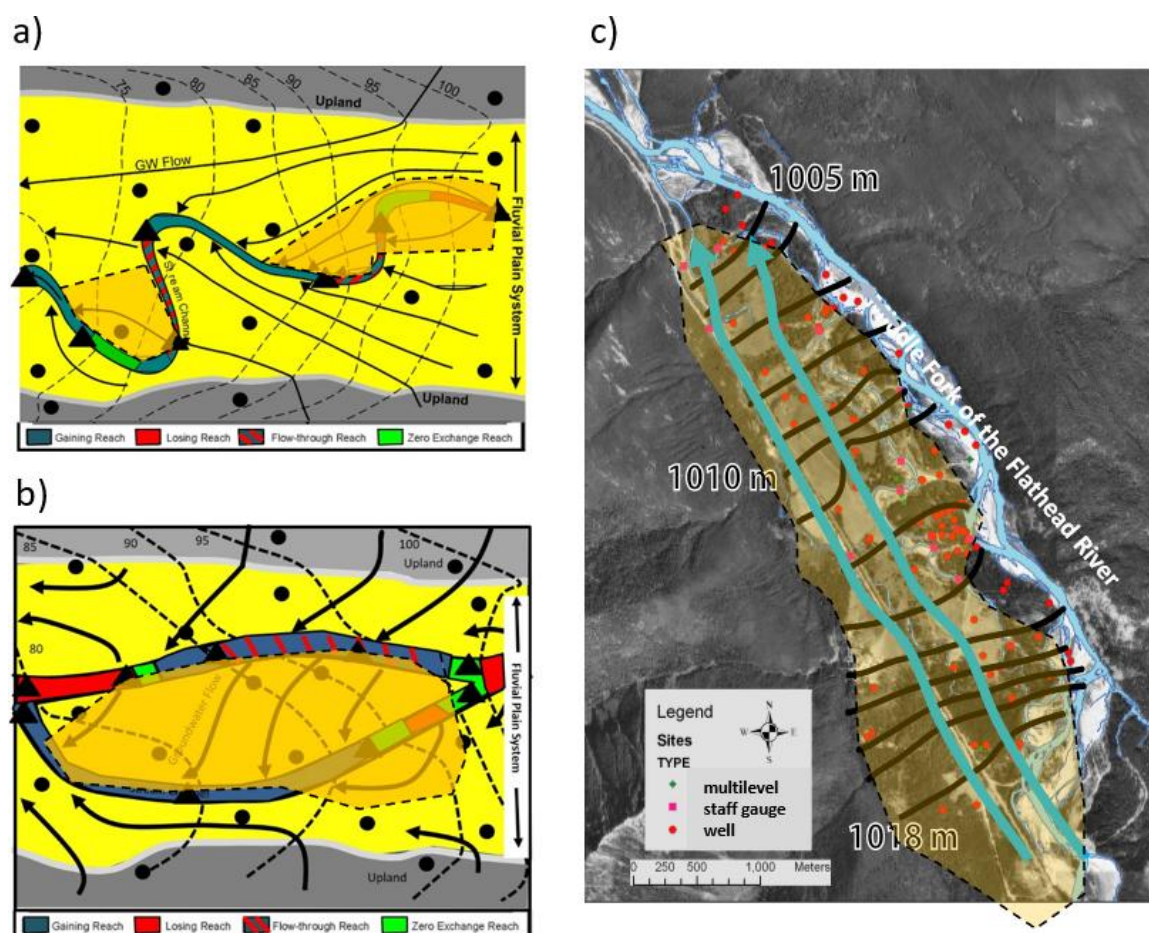 a)
75
80
85
90
95
100
Upland
GW Flow
Stream Channel
Fluvial Plain System
Upland
Gaining Reach Losing Reach Flow-through Reach Zero Exchange Reach
b)
85
90
95
100
Upland
80
Groundwater Flow
Fluvial Plain System
Upland
Gaining Reach Losing Reach Flow-through Reach Zero Exchange Reach
c)
1005 m
Middle Fork of the Flathead River
1010 m
1018 m
Legend
Sites
TYPE
multilevel
staff gauge
well
N
W E
S
0 250 500 1,000 Meters